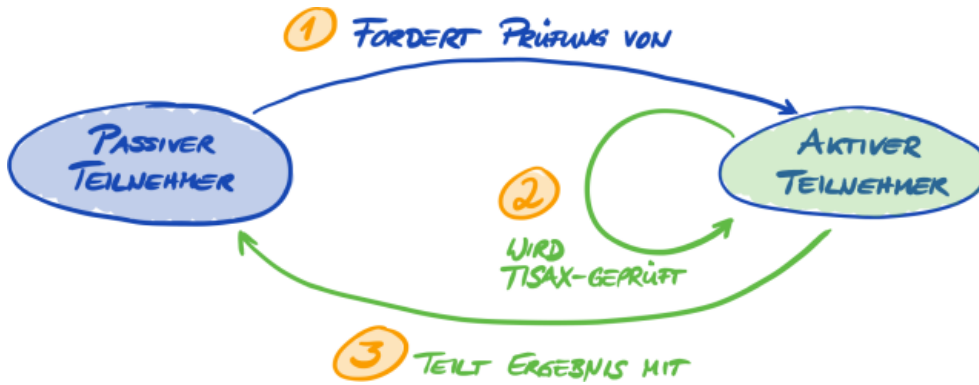 1 FORDERT PRÜFUNG VON
PASSIVER
TEILNEHMER
AKTIVER
TEILNEHMER
2
WIRD
TISAX-GEPRÜFT
3 TEILT ERGEBNIS MIT